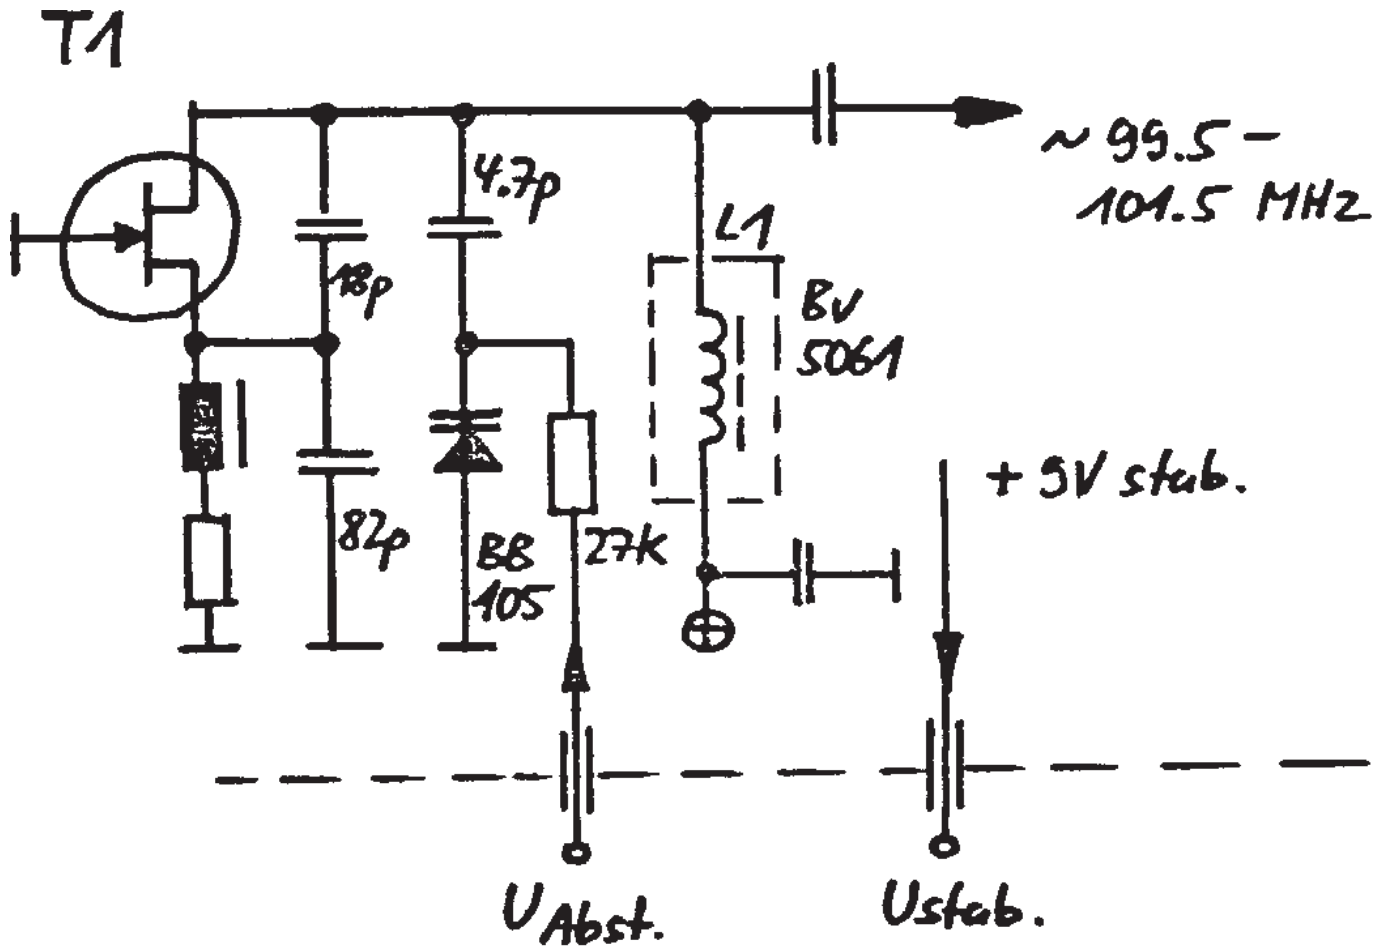 T1
4.7p
~ 99.5 -
101.5 MHz
L1
18p
BV
5061
+ 9V stab.
82p
BB
105
27k
U Abst.
Ustab.